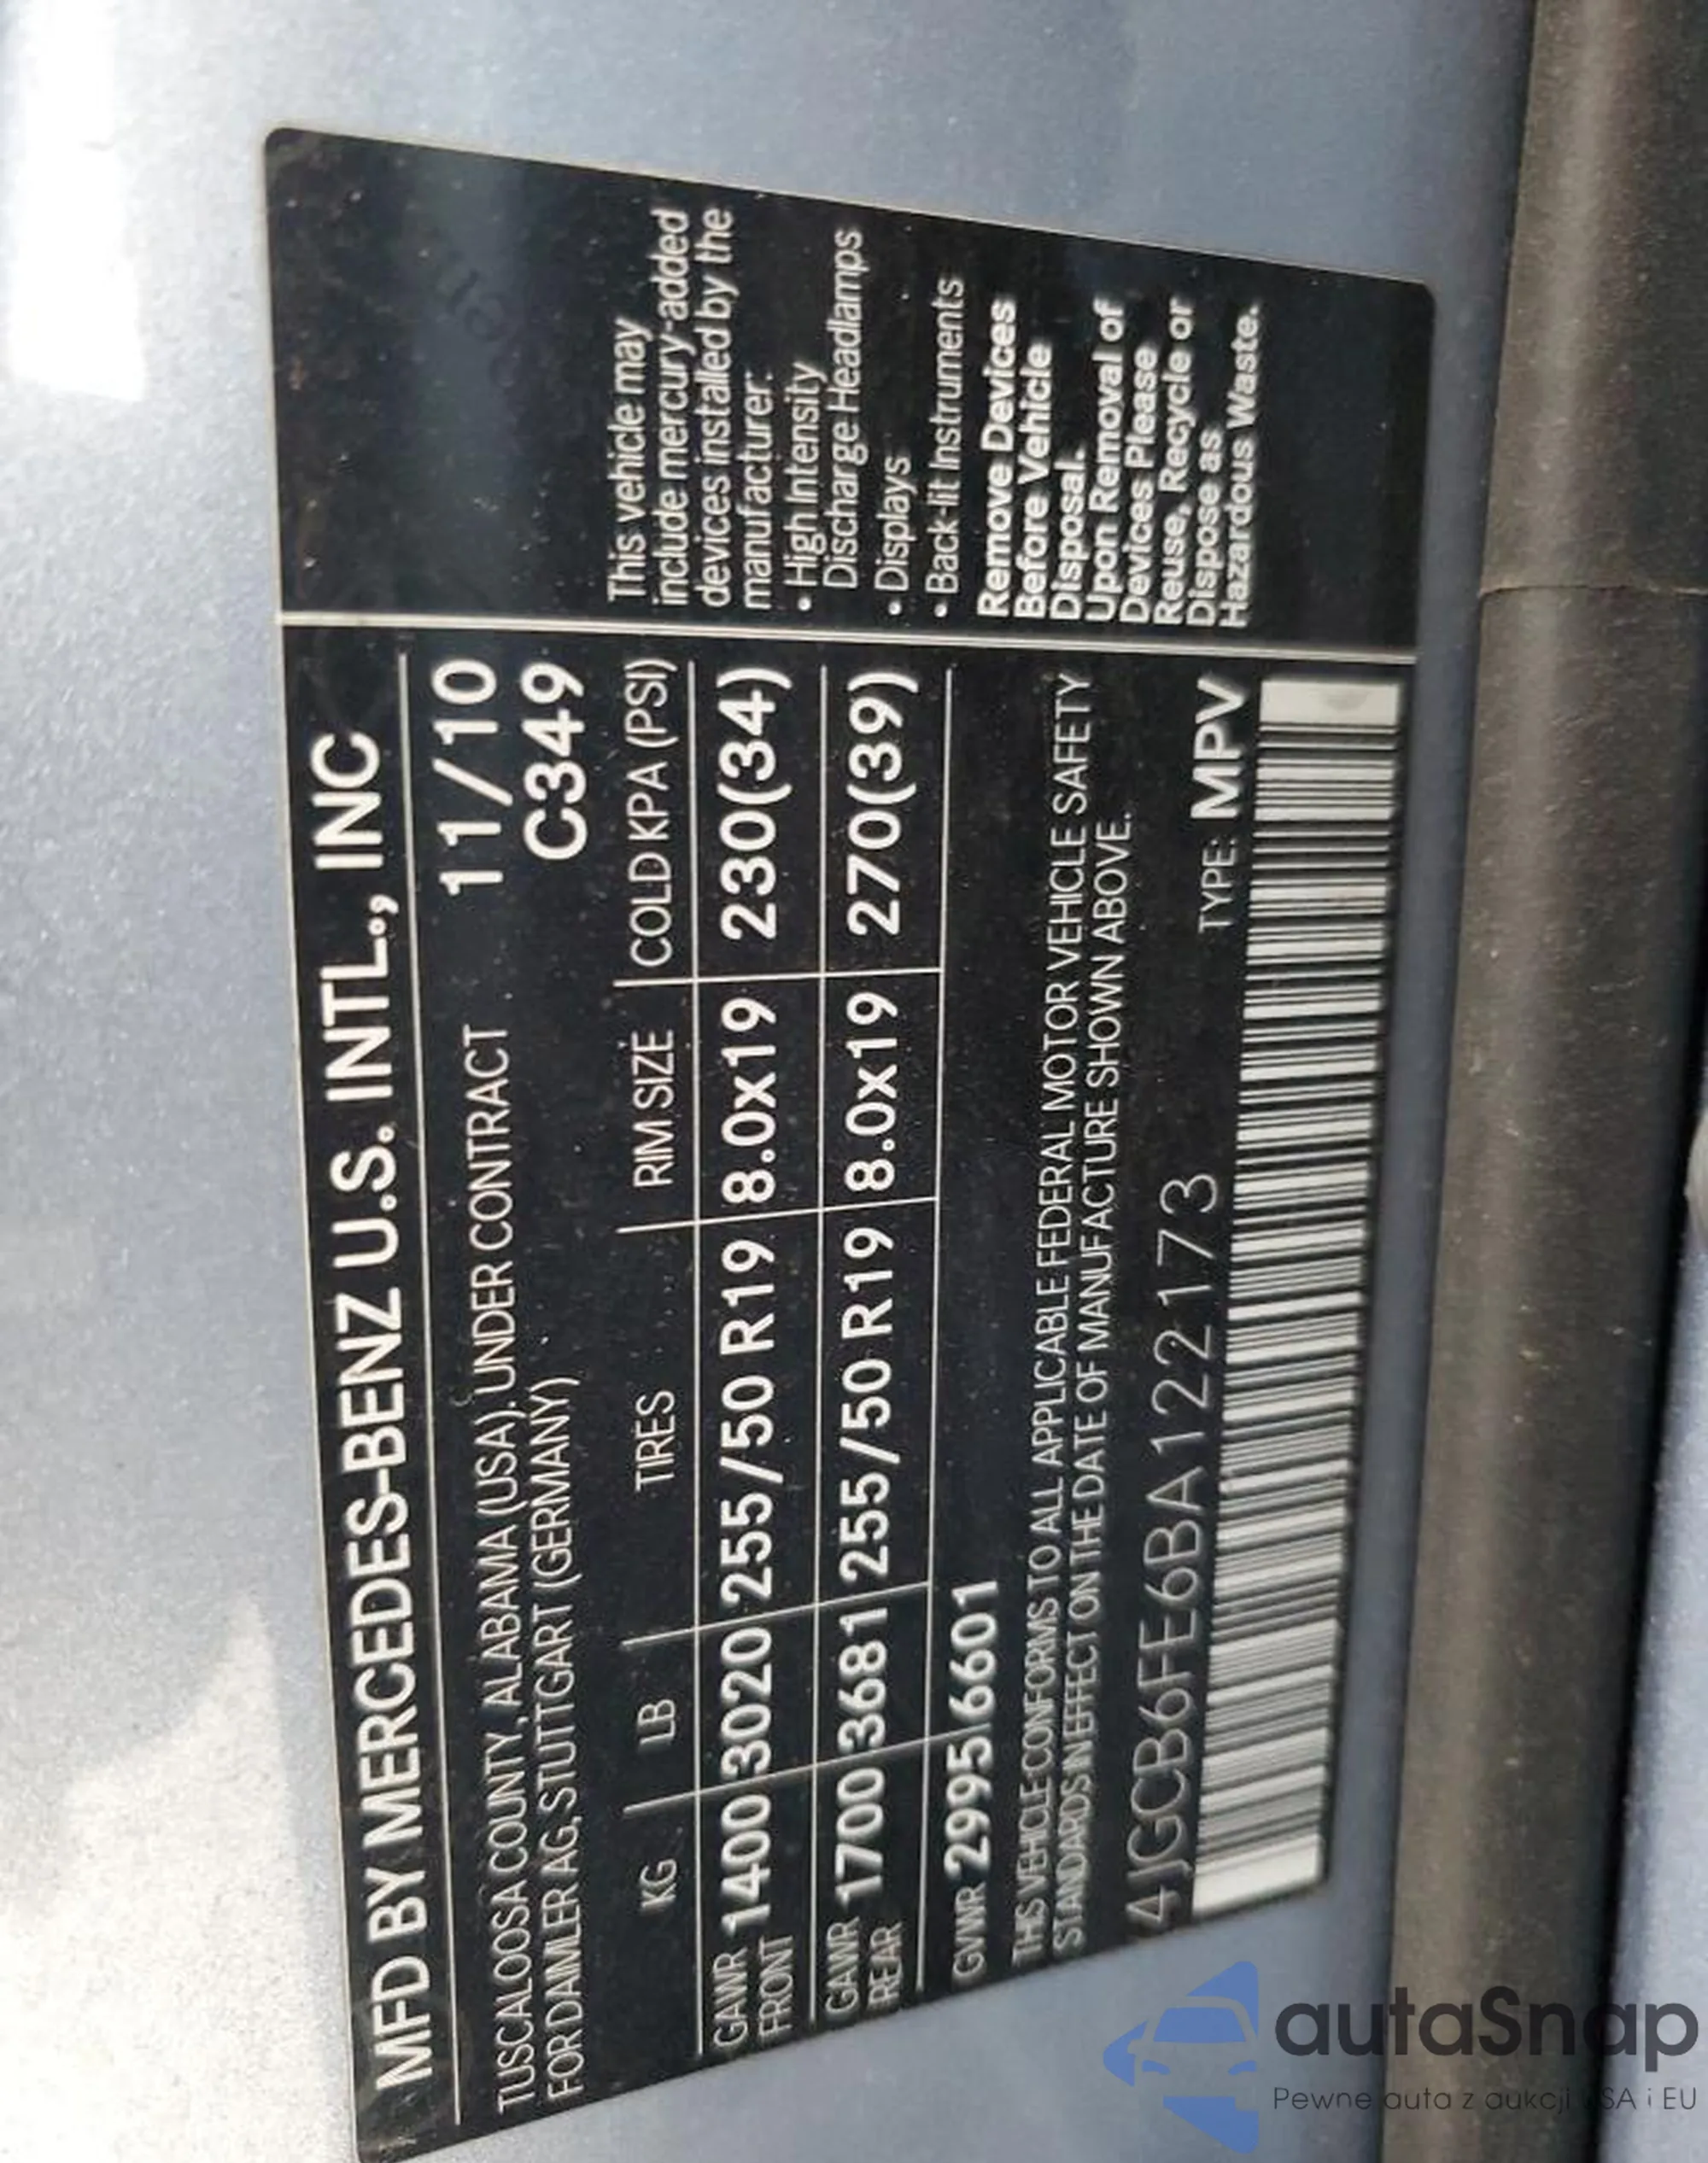 MFD BY MERCEDES-BENZ U.S. INTL., INC
TUSCALOOSA COUNTY, ALABAMA (USA). UNDER CONTRACT 11/10
FOR DAIMLER AG, STUTTGART (GERMANY) C349
KG LB TIRES RIM SIZE COLD KPA (PSI)
GAWR FRONT 1400 3020 255/50 R19 8.0x19 230(34)
GAWR REAR 1700 3681 255/50 R19 8.0x19 270(39)
GVWR 2995 6601
THIS VEHICLE CONFORMS TO ALL APPLICABLE FEDERAL MOTOR VEHICLE SAFETY
STANDARDS IN EFFECT ON THE DATE OF MANUFACTURE SHOWN ABOVE.
4JGCB6FE6BA122173 TYPE: MPV
This vehicle may
include mercury-added
devices installed by the
manufacturer:
• High Intensity
Discharge Headlamps
• Displays
• Back-lit Instruments
Remove Devices
Before Vehicle
Disposal.
Upon Removal of
Devices Please
Reuse, Recycle or
Dispose as
Hazardous Waste.
autaSnap
Pewne auta z aukcji USA i EU